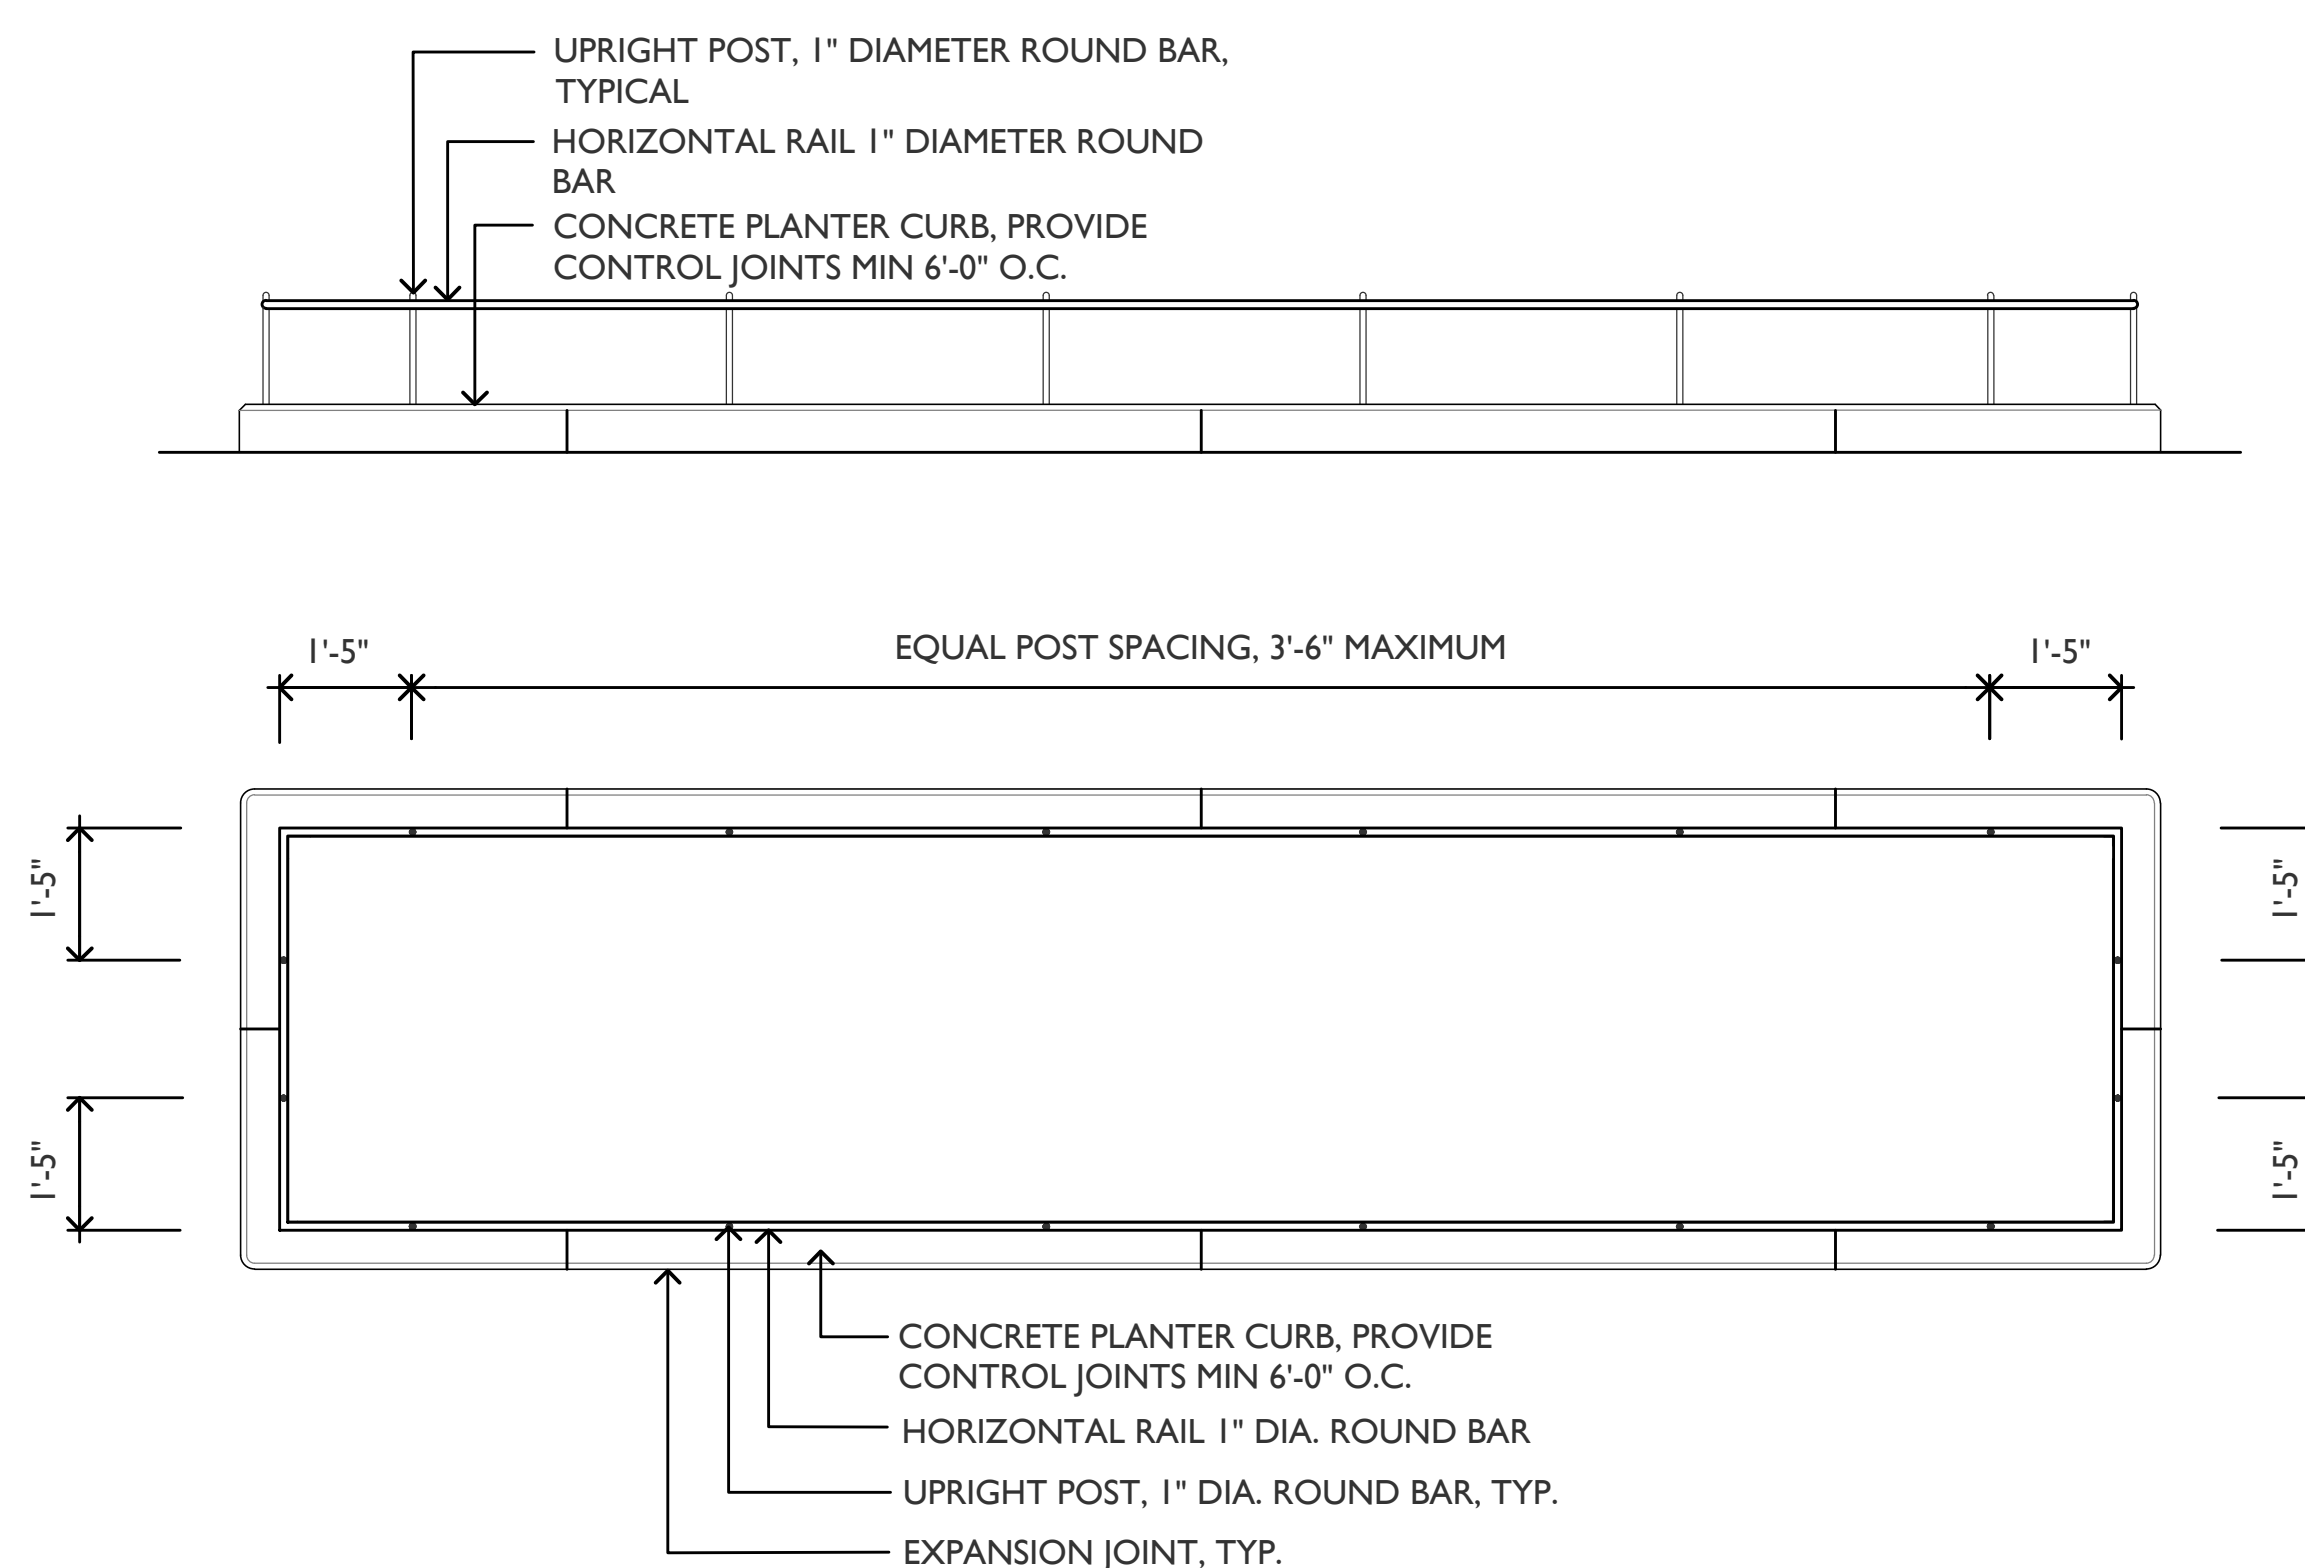 UPRIGHT POST, 1" DIAMETER ROUND BAR,
TYPICAL
HORIZONTAL RAIL 1" DIAMETER ROUND
BAR
CONCRETE PLANTER CURB, PROVIDE
CONTROL JOINTS MIN 6'-0" O.C.
1'-5"
EQUAL POST SPACING, 3'-6" MAXIMUM
1'-5"
1'-5"
1'-5"
1'-5"
1'-5"
CONCRETE PLANTER CURB, PROVIDE
CONTROL JOINTS MIN 6'-0" O.C.
HORIZONTAL RAIL 1" DIA. ROUND BAR
UPRIGHT POST, 1" DIA. ROUND BAR, TYP.
EXPANSION JOINT, TYP.